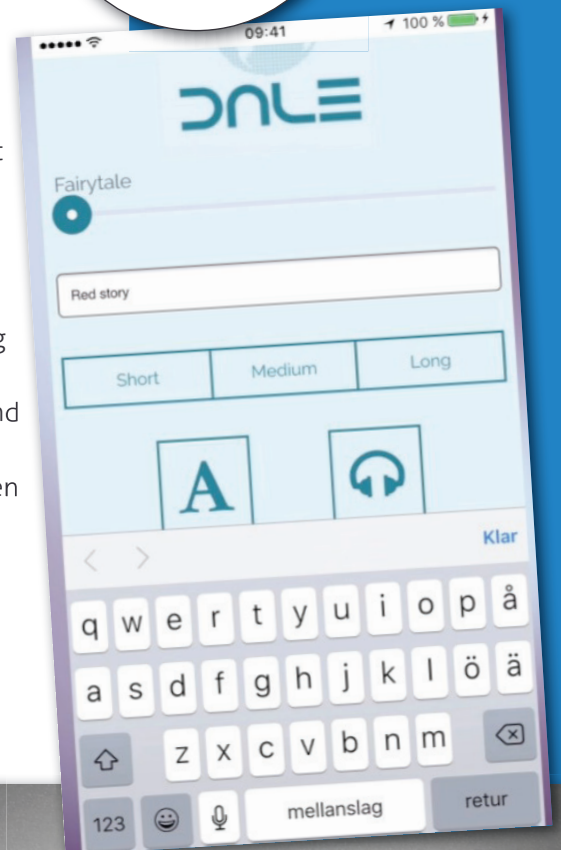 09:41
100 %
DALE
Fairytale
Red story
Short Medium Long
A
Klar
q w e r t y u i o p å
a s d f g h j k l ö ä
z x c v b n m
123 mellanslag retur